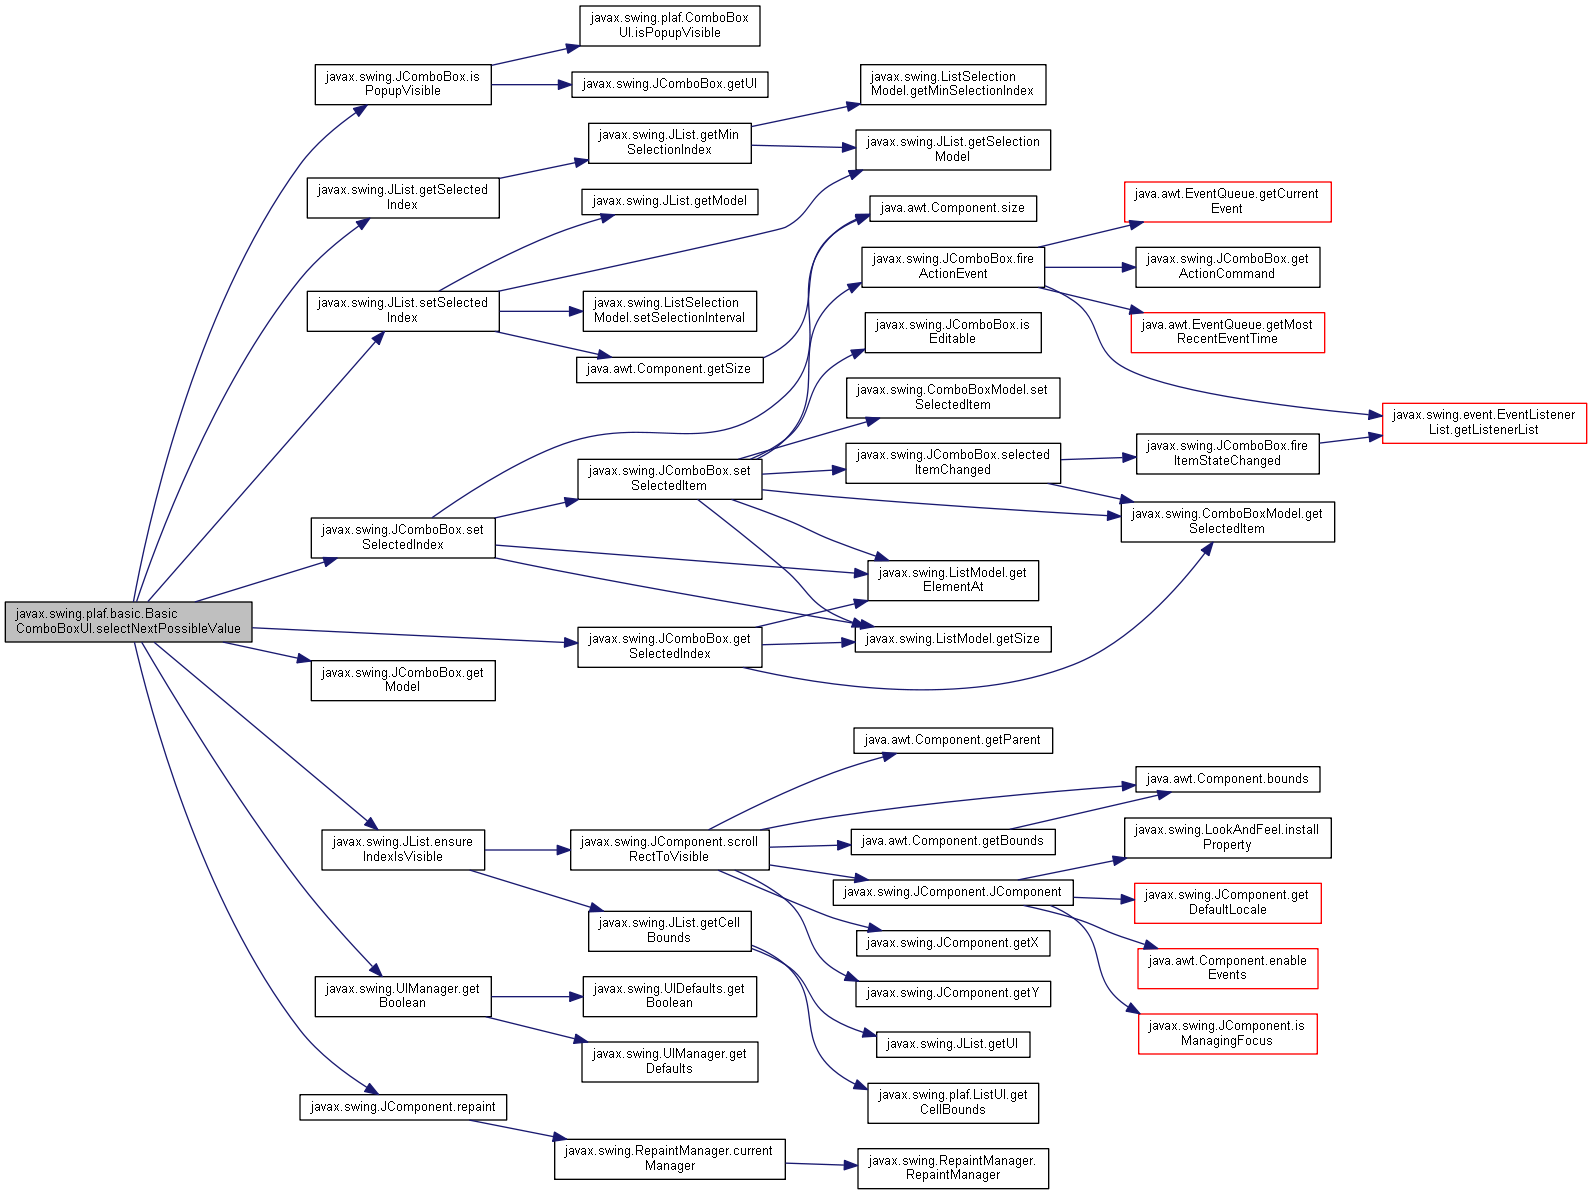 javax.swing.plaf.basic.Basic
ComboBoxUI.selectNextPossibleValue
javax.swing.JComboBox.is
PopupVisible
javax.swing.JList.getSelected
Index
javax.swing.JList.setSelected
Index
javax.swing.JComboBox.set
SelectedIndex
javax.swing.JComboBox.get
Model
javax.swing.JList.ensure
IndexIsVisible
javax.swing.UIManager.get
Boolean
javax.swing.JComponent.repaint
javax.swing.plaf.ComboBox
UI.isPopupVisible
javax.swing.JComboBox.getUI
javax.swing.JList.getMin
SelectionIndex
javax.swing.JList.getModel
javax.swing.ListSelection
Model.setSelectionInterval
java.awt.Component.getSize
javax.swing.JComboBox.set
SelectedItem
javax.swing.JComboBox.get
SelectedIndex
javax.swing.JComponent.scroll
RectToVisible
javax.swing.JList.getCell
Bounds
javax.swing.UIDefaults.get
Boolean
javax.swing.UIManager.get
Defaults
javax.swing.RepaintManager.current
Manager
javax.swing.ListSelection
Model.getMinSelectionIndex
javax.swing.JList.getSelection
Model
java.awt.Component.size
javax.swing.JComboBox.fire
ActionEvent
javax.swing.JComboBox.is
Editable
javax.swing.ComboBoxModel.set
SelectedItem
javax.swing.JComboBox.selected
ItemChanged
javax.swing.ListModel.get
ElementAt
javax.swing.ListModel.getSize
java.awt.Component.getParent
java.awt.Component.getBounds
javax.swing.JComponent.JComponent
javax.swing.JComponent.getX
javax.swing.JComponent.getY
javax.swing.JList.getUI
javax.swing.plaf.ListUI.get
CellBounds
javax.swing.RepaintManager.
RepaintManager
java.awt.EventQueue.getCurrent
Event
javax.swing.JComboBox.get
ActionCommand
java.awt.EventQueue.getMost
RecentEventTime
javax.swing.JComboBox.fire
ItemStateChanged
javax.swing.ComboBoxModel.get
SelectedItem
java.awt.Component.bounds
javax.swing.LookAndFeel.install
Property
javax.swing.JComponent.get
DefaultLocale
java.awt.Component.enable
Events
javax.swing.JComponent.is
ManagingFocus
javax.swing.event.EventListener
List.getListenerList